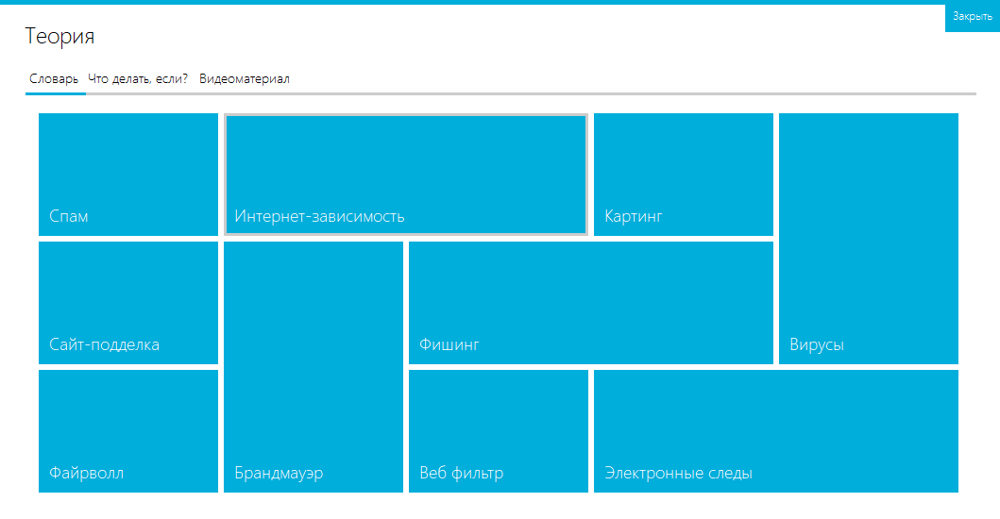 Закрыть
Теория
Словарь Что делать, если? Видеоматериал
Спам
Интернет-зависимость
Картинг
Сайт-подделка
Фишинг
Вирусы
Файрволл
Брандмауэр
Веб фильтр
Электронные следы